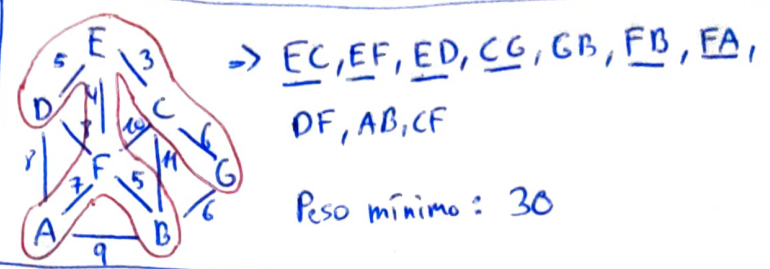 E
5 3
=> EC, EF, ED, CG, GB, FB, FA,
D 4 C
10 6
DF, AB, CF
8 F 11 G
7 5 6
Peso mínimo: 30
A B
9